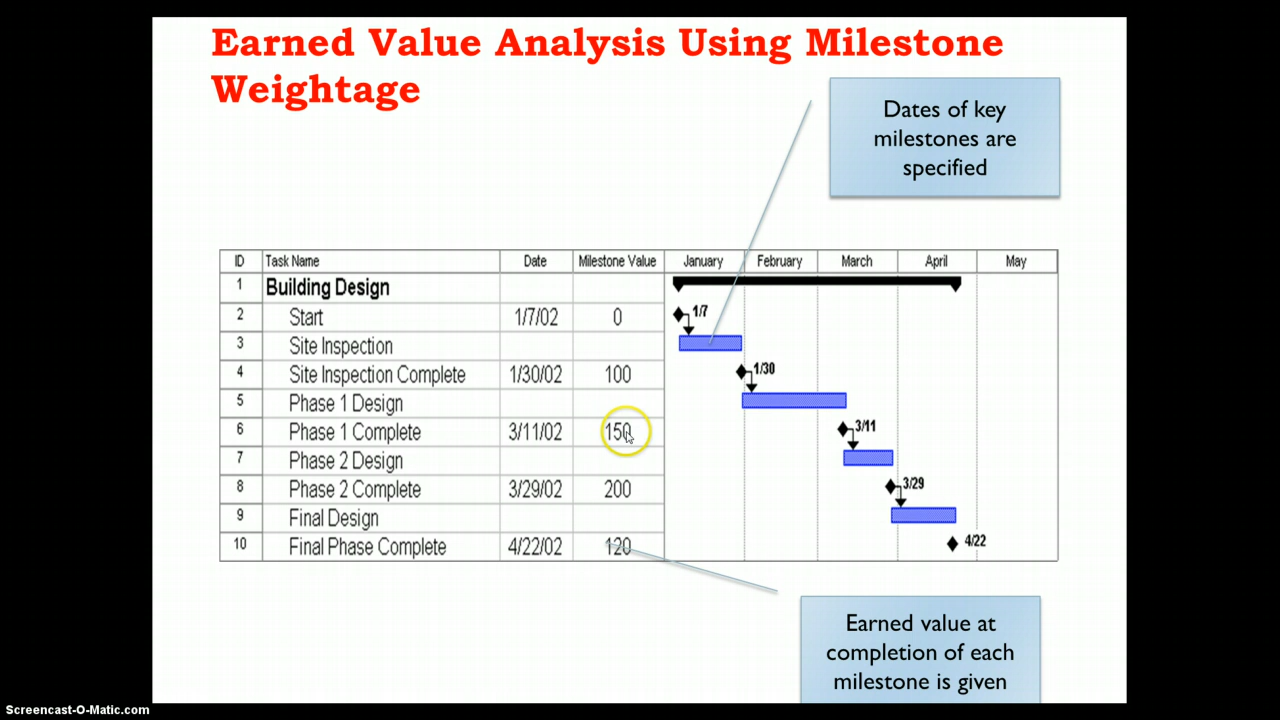 Earned Value Analysis Using Milestone
Weightage
Dates of key
milestones are
specified
ID Task Name Date Milestone Value January February March April May
1 Building Design
2 Start 1/7/02 0 1/7
3 Site Inspection
4 Site Inspection Complete 1/30/02 100 1/30
5 Phase 1 Design
6 Phase 1 Complete 3/11/02 150 3/11
7 Phase 2 Design
8 Phase 2 Complete 3/29/02 200 3/29
9 Final Design
10 Final Phase Complete 4/22/02 120 4/22
Earned value at
completion of each
milestone is given
Screencast-O-Matic.com